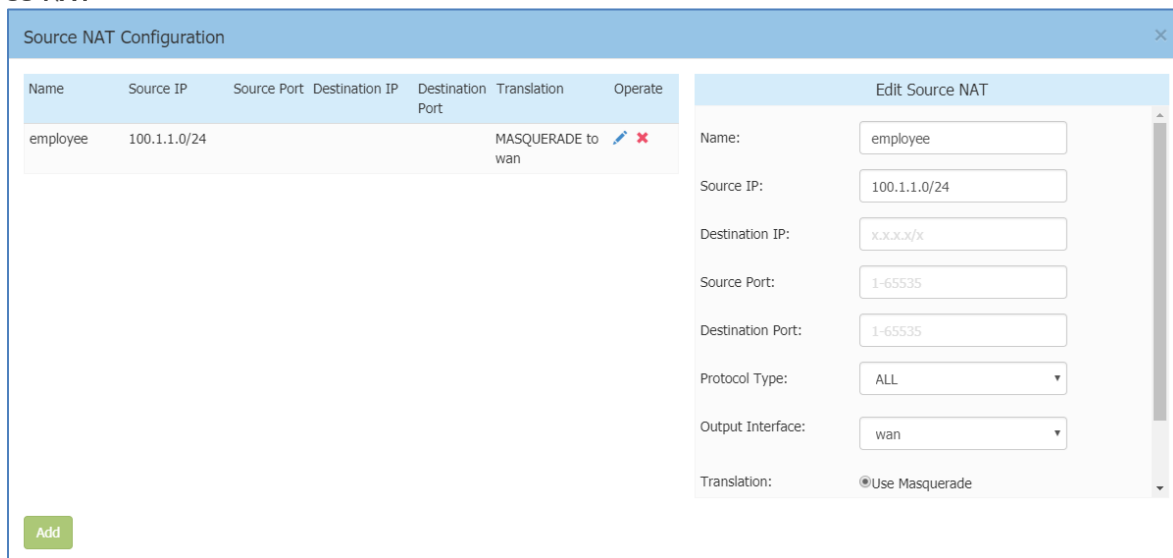 Source NAT Configuration ×
Name Source IP Source Port Destination IP Destination Port Translation Operate
employee 100.1.1.0/24 MASQUERADE to wan
Edit Source NAT
Name: employee
Source IP: 100.1.1.0/24
Destination IP: x.x.x.x/x
Source Port: 1-65535
Destination Port: 1-65535
Protocol Type: ALL
Output Interface: wan
Translation: Use Masquerade
Add